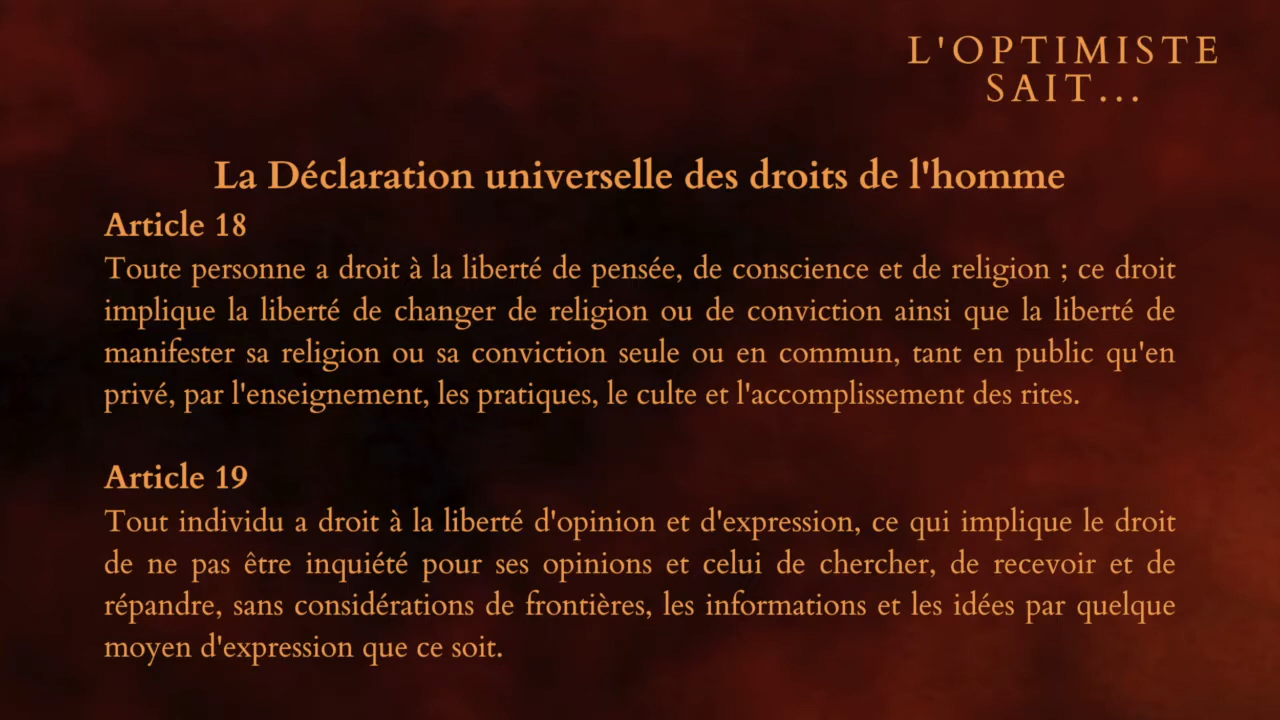 L'OPTIMISTE
SAIT...
La Déclaration universelle des droits de l'homme
Article 18
Toute personne a droit à la liberté de pensée, de conscience et de religion ; ce droit
implique la liberté de changer de religion ou de conviction ainsi que la liberté de
manifester sa religion ou sa conviction seule ou en commun, tant en public qu'en
privé, par l'enseignement, les pratiques, le culte et l'accomplissement des rites.
Article 19
Tout individu a droit à la liberté d'opinion et d'expression, ce qui implique le droit
de ne pas être inquiété pour ses opinions et celui de chercher, de recevoir et de
répandre, sans considérations de frontières, les informations et les idées par quelque
moyen d'expression que ce soit.